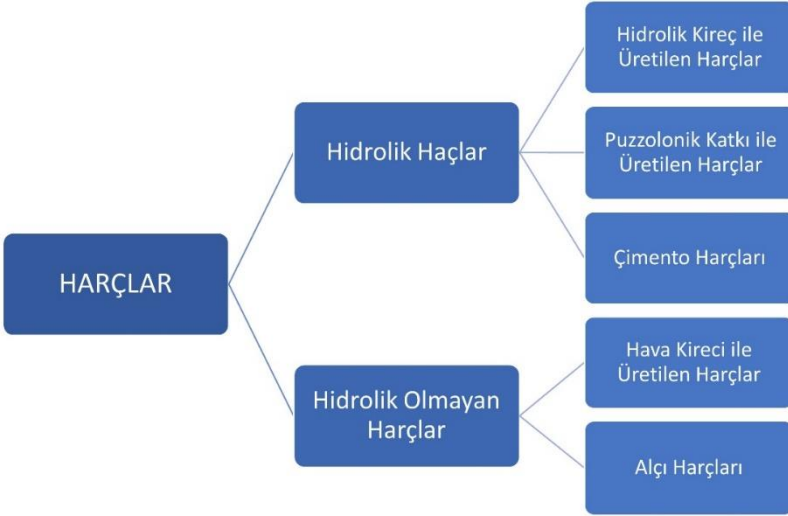 HARÇLAR
Hidrolik Haçlar
Hidrolik Kireç ile
Üretilen Harçlar
Puzzolonik Katkı ile
Üretilen Harçlar
Çimento Harçları
Hidrolik Olmayan
Harçlar
Hava Kireci ile
Üretilen Harçlar
Alçı Harçları